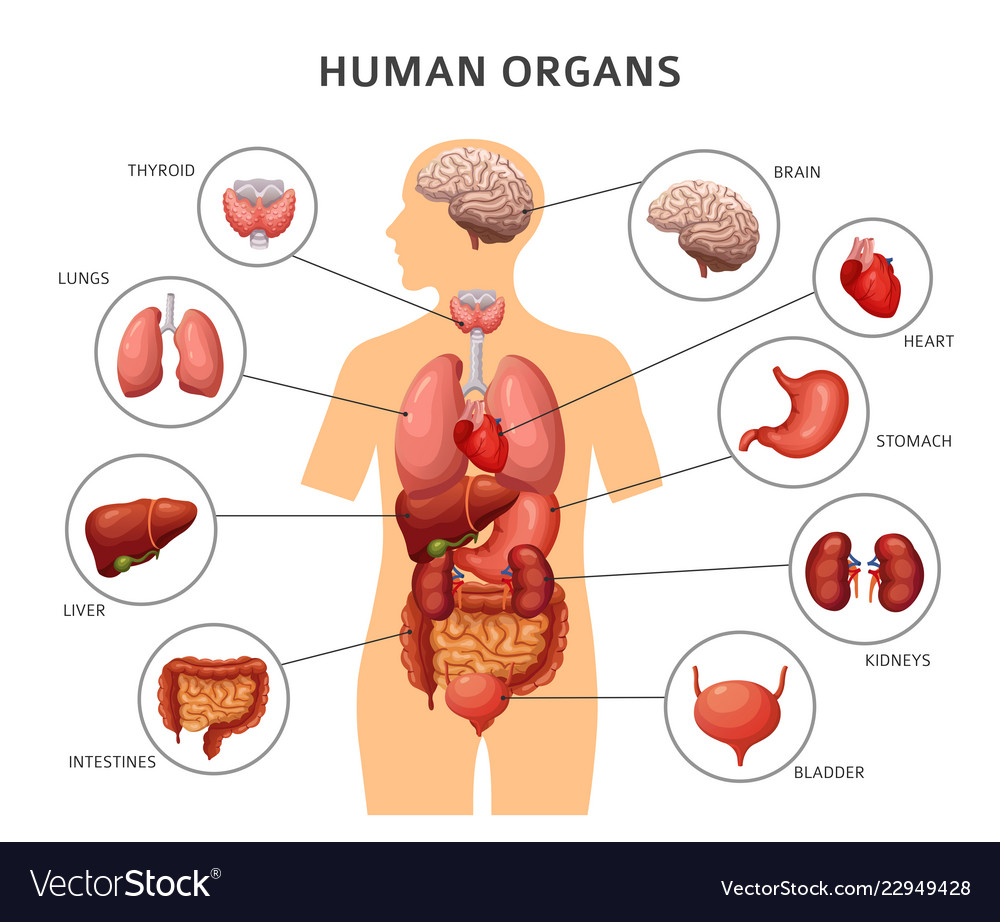 HUMAN ORGANS
THYROID
BRAIN
LUNGS
HEART
STOMACH
LIVER
KIDNEYS
INTESTINES
BLADDER
VectorStock®
VectorStock.com/22949428